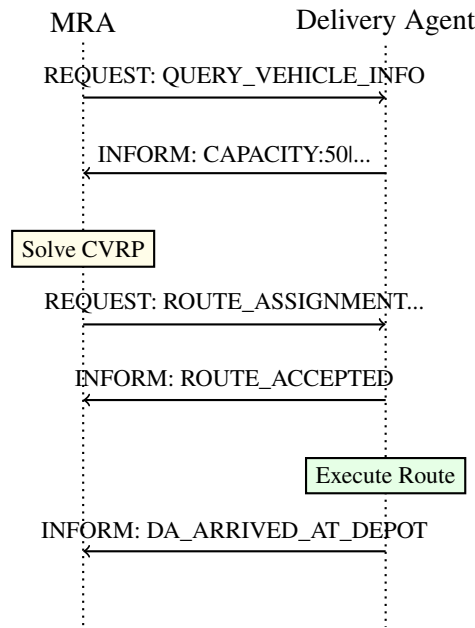 MRA
Delivery Agent
REQUEST: QUERY_VEHICLE_INFO
INFORM: CAPACITY:50|...
Solve CVRP
REQUEST: ROUTE_ASSIGNMENT...
INFORM: ROUTE_ACCEPTED
Execute Route
INFORM: DA_ARRIVED_AT_DEPOT